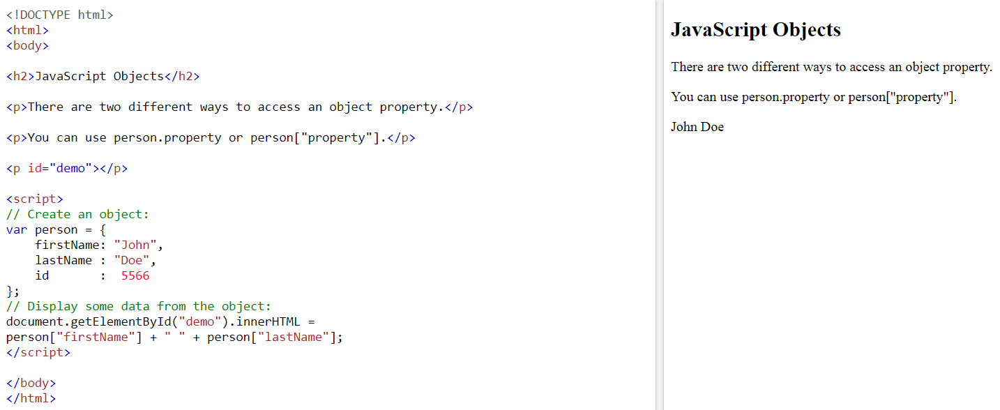 <!DOCTYPE html>
<html>
<body>

<h2>JavaScript Objects</h2>

<p>There are two different ways to access an object property.</p>

<p>You can use person.property or person["property"].</p>

<p id="demo"></p>

<script>
// Create an object:
var person = {
    firstName: "John",
    lastName : "Doe",
    id       :  5566
};
// Display some data from the object:
document.getElementById("demo").innerHTML =
person["firstName"] + " " + person["lastName"];
</script>

</body>
</html>
JavaScript Objects
There are two different ways to access an object property.
You can use person.property or person["property"].
John Doe